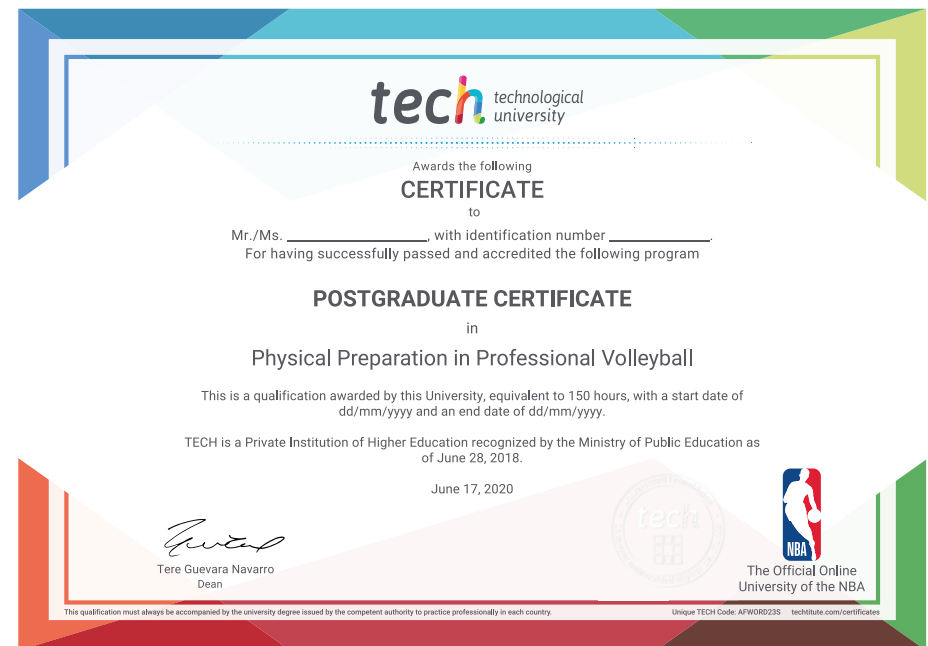 tech technological
university
Awards the following
CERTIFICATE
to
Mr./Ms. ____________, with identification number ____________.
For having successfully passed and accredited the following program
POSTGRADUATE CERTIFICATE
in
Physical Preparation in Professional Volleyball
This is a qualification awarded by this University, equivalent to 150 hours, with a start date of
dd/mm/yyyy and an end date of dd/mm/yyyy.
TECH is a Private Institution of Higher Education recognized by the Ministry of Public Education as
of June 28, 2018.
June 17, 2020
tech
NBA
Tere Guevara Navarro
Dean
The Official Online
University of the NBA
This qualification must always be accompanied by the university degree issued by the competent authority to practice professionally in each country.
Unique TECH Code: AFWORD23S techtitute.com/certificates